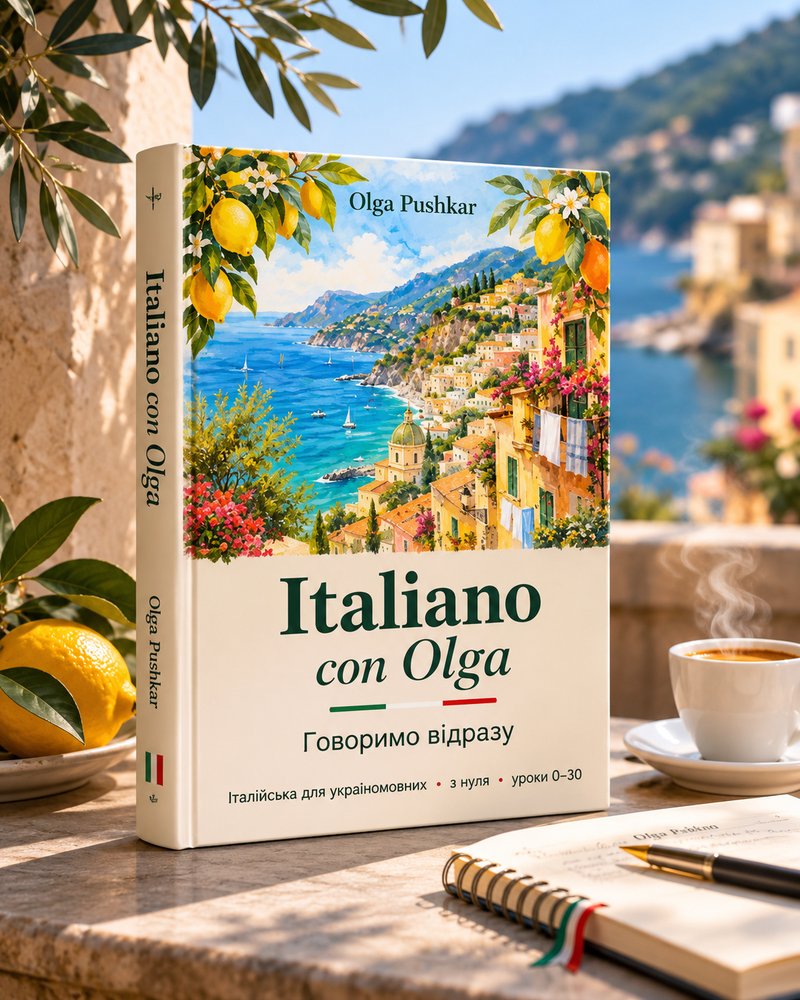 Italiano con Olga
Olga Pushkar
Olga Pushkar
Italiano
con Olga
Говоримо відразу
Італійська для україномовних • з нуля • уроки 0–30